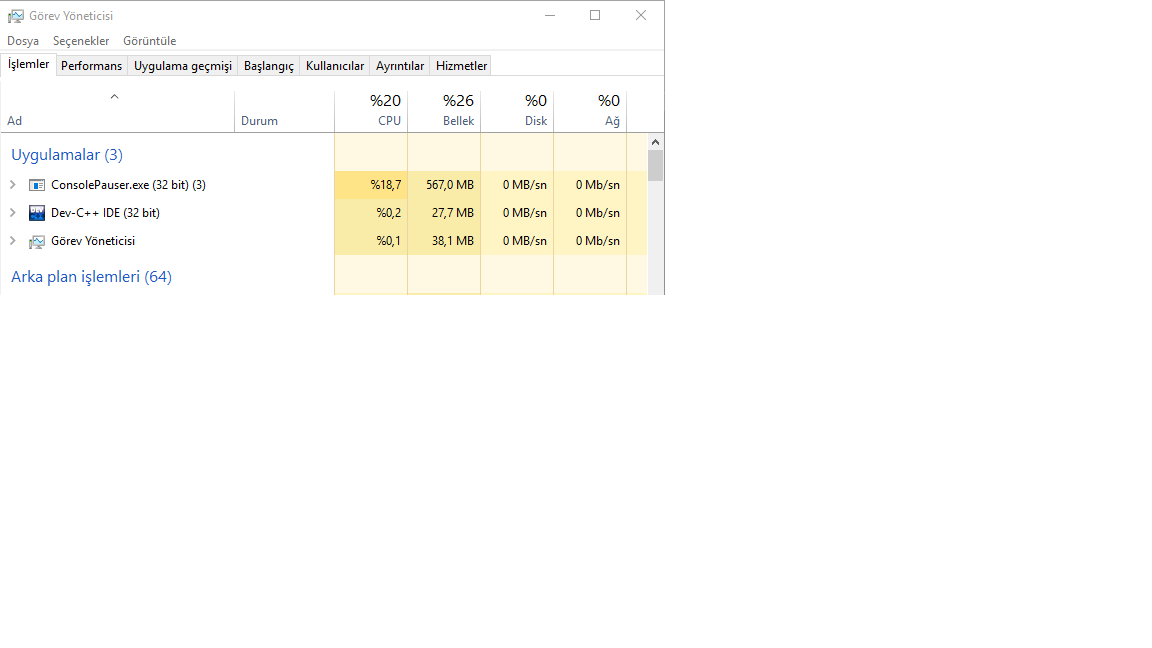 Görev Yöneticisi
Dosya Seçenekler Görüntüle
İşlemler Performans Uygulama geçmişi Başlangıç Kullanıcılar Ayrıntılar Hizmetler
%20 %26 %0 %0
Ad Durum CPU Bellek Disk Ağ
Uygulamalar (3)
ConsolePauser.exe (32 bit) (3) %18,7 567,0 MB 0 MB/sn 0 Mb/sn
Dev-C++ IDE (32 bit) %0,2 27,7 MB 0 MB/sn 0 Mb/sn
Görev Yöneticisi %0,1 38,1 MB 0 MB/sn 0 Mb/sn
Arka plan işlemleri (64)